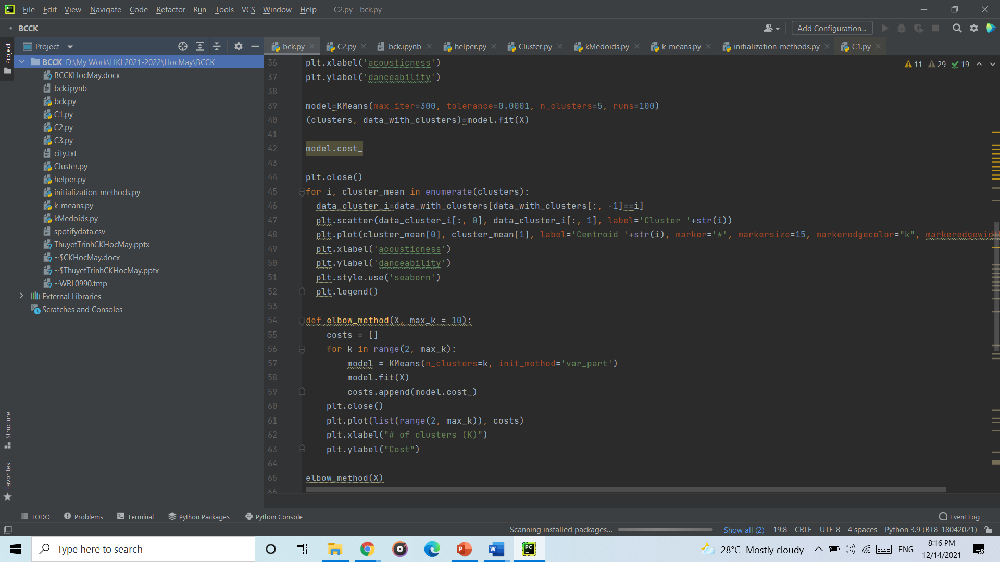 File Edit View Navigate Code Refactor Run Tools VCS Window Help C2.py - bck.py
BCCK Add Configuration...
Project
bck.py C2.py bck.ipynb helper.py Cluster.py kMedoids.py k_means.py initialization_methods.py C1.py
Project
BCCK D:\My Work\HKI 2021-2022\HocMay\BCCK
BCCKHocMay.docx
bck.ipynb
bck.py
C1.py
C2.py
C3.py
city.txt
Cluster.py
helper.py
initialization_methods.py
k_means.py
kMedoids.py
spotifydata.csv
ThuyetTrinhCKHocMay.pptx
~$CKHocMay.docx
~$ThuyetTrinhCKHocMay.pptx
~WRL0990.tmp
External Libraries
Scratches and Consoles
11 29 19
36 plt.xlabel('acousticness')
37 plt.ylabel('danceability')
38
39 model=KMeans(max_iter=300, tolerance=0.0001, n_clusters=5, runs=100)
40 (clusters, data_with_clusters)=model.fit(X)
41
42 model.cost_
43
44 plt.close()
45 for i, cluster_mean in enumerate(clusters):
46 data_cluster_i=data_with_clusters[data_with_clusters[:, -1]==i]
47 plt.scatter(data_cluster_i[:, 0], data_cluster_i[:, 1], label='Cluster '+str(i))
48 plt.plot(cluster_mean[0], cluster_mean[1], label='Centroid '+str(i), marker='*', markersize=15, markeredgecolor="k", markeredgewidt
49 plt.xlabel('acousticness')
50 plt.ylabel('danceability')
51 plt.style.use('seaborn')
52 plt.legend()
53
54 def elbow_method(X, max_k = 10):
55 costs = []
56 for k in range(2, max_k):
57 model = KMeans(n_clusters=k, init_method='var_part')
58 model.fit(X)
59 costs.append(model.cost_)
60 plt.close()
61 plt.plot(list(range(2, max_k)), costs)
62 plt.xlabel("# of clusters (K)")
63 plt.ylabel("Cost")
64
65 elbow_method(X)
66
Structure
Favorites
TODO Problems Terminal Python Packages Python Console Event Log
Scanning installed packages... Show all (2) 19:8 CRLF UTF-8 4 spaces Python 3.9 (BT8_18042021)
Type here to search 28°C Mostly cloudy ENG 8:16 PM
12/14/2021